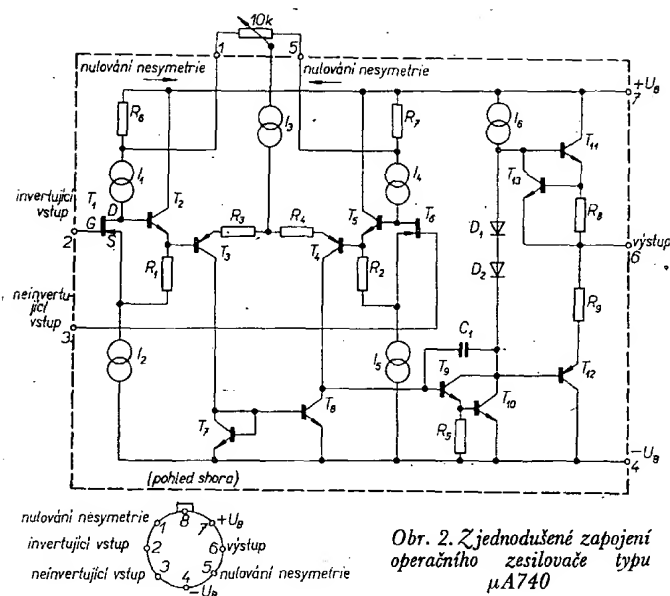 10k
1
5
nulování nesymetrie
nulování nesymetrie
+U_B
7
R6
I3
R7
I6
T11
I1
I4
T13
invertující
vstup
T1
D
T2
R3
R4
T5
T6
R8
G
S
2
T3
T4
D1
výstup
6
R1
R2
D2
R9
neinvertu-
jící
vstup
3
I2
I5
C1
T9
T12
T10
T7
T8
R5
-U_B
4
(pohled shora)
nulování nesymetrie
1
8
7
+U_B
invertující vstup
2
6
výstup
neinvertující vstup
3
4
5
nulování nesymetrie
-U_B
Obr. 2. Zjednodušené zapojení
operačního zesilovače typu
μA740